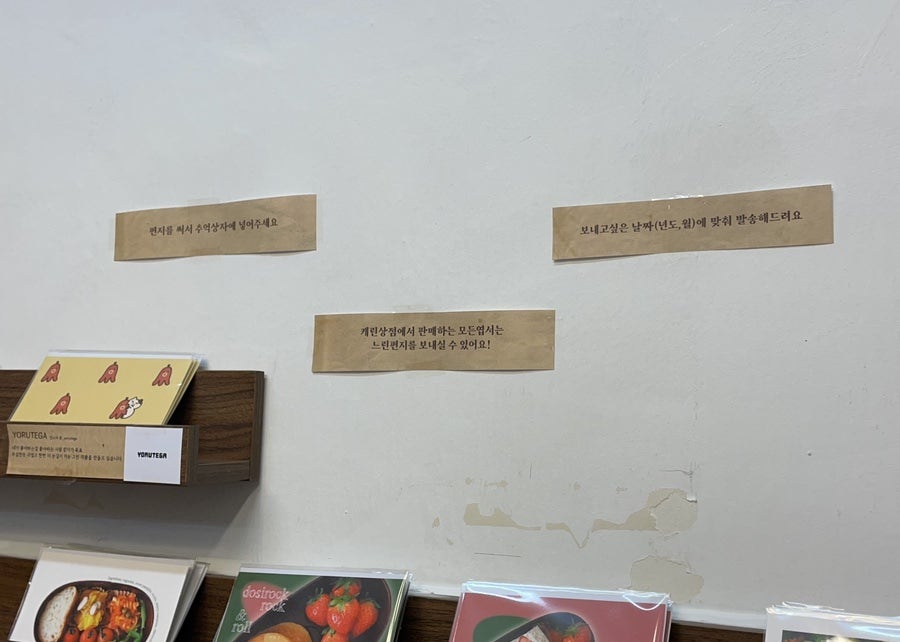 편지를 써서 추억상자에 넣어주세요
보내고싶은 날짜(년도,월)에 맞춰 발송해드려요
캐린상점에서 판매하는 모든엽서는
느린편지를 보내실 수 있어요!
YORUTEGA
YORUTEGA
dosirock
rock
&
roll